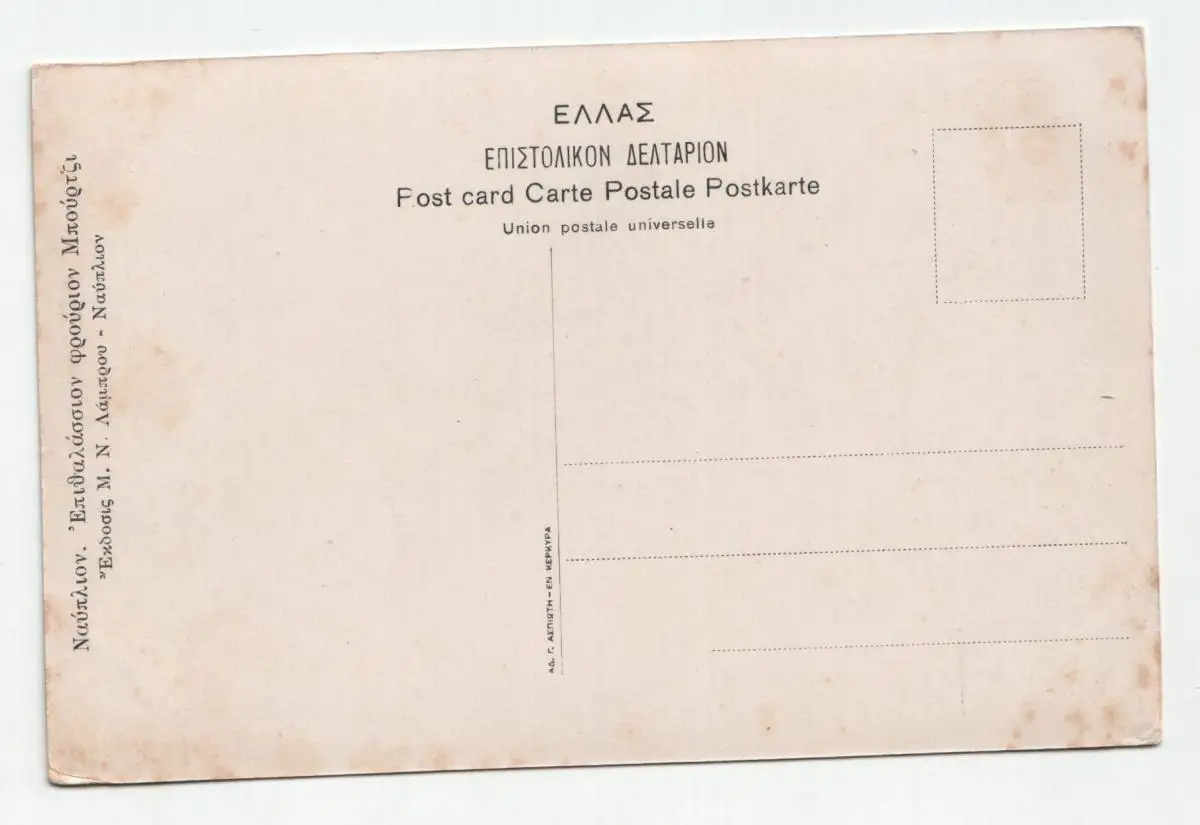 ΕΛΛΑΣ
ΕΠΙΣΤΟΛΙΚΟΝ ΔΕΛΤΑΡΙΟΝ
Post card Carte Postale Postkarte
Union postale universelle
Ναύπλιον. Ἐπιθαλάσσιον φρούριον Μπούρτζι
Ἔκδοσις Μ. Ν. Λάμπρου - Ναύπλιον
ΑΔ. Γ. ΑΣΠΙΩΤΗ — ΕΝ ΚΕΡΚΥΡΑ